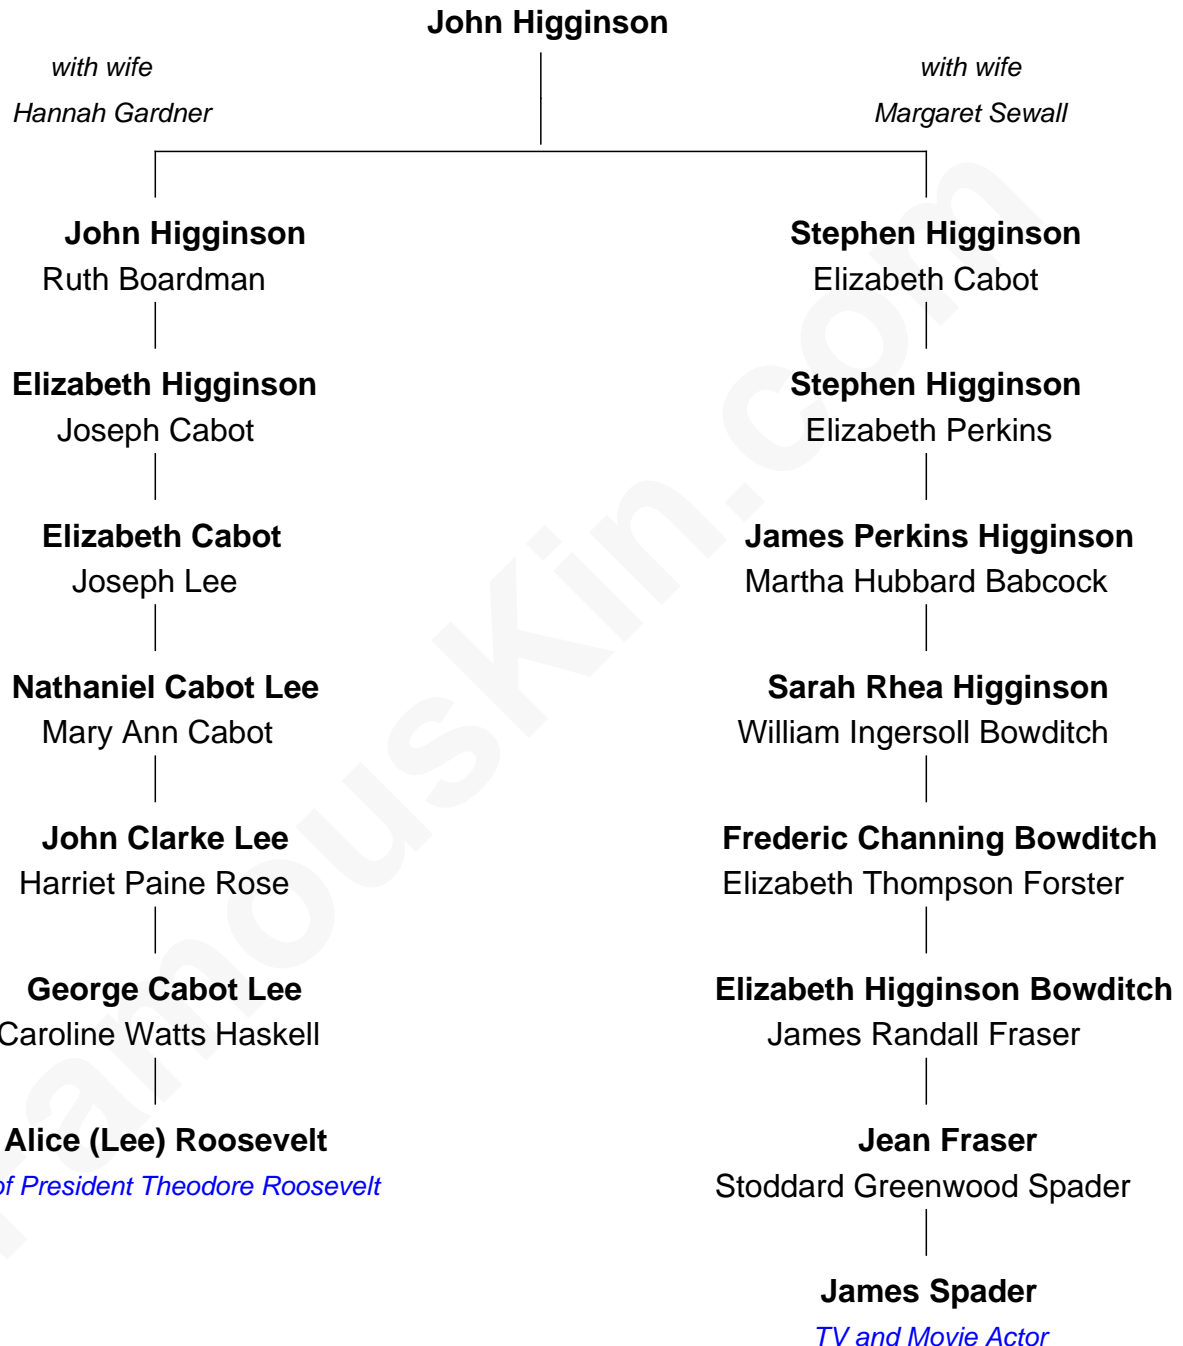 John Higginson
with wife
Hannah Gardner
with wife
Margaret Sewall
John Higginson
Ruth Boardman
Stephen Higginson
Elizabeth Cabot
Elizabeth Higginson
Joseph Cabot
Stephen Higginson
Elizabeth Perkins
Elizabeth Cabot
Joseph Lee
James Perkins Higginson
Martha Hubbard Babcock
Nathaniel Cabot Lee
Mary Ann Cabot
Sarah Rhea Higginson
William Ingersoll Bowditch
John Clarke Lee
Harriet Paine Rose
Frederic Channing Bowditch
Elizabeth Thompson Forster
George Cabot Lee
Caroline Watts Haskell
Elizabeth Higginson Bowditch
James Randall Fraser
Alice (Lee) Roosevelt
of President Theodore Roosevelt
Jean Fraser
Stoddard Greenwood Spader
James Spader
TV and Movie Actor
FamousKin.com